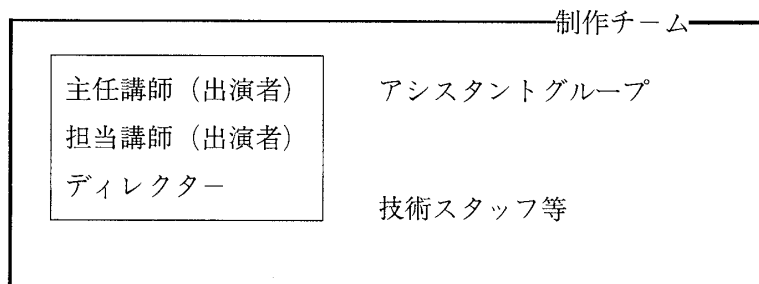 制作チーム
主任講師（出演者）
アシスタントグループ
担当講師（出演者）
ディレクター
技術スタッフ等